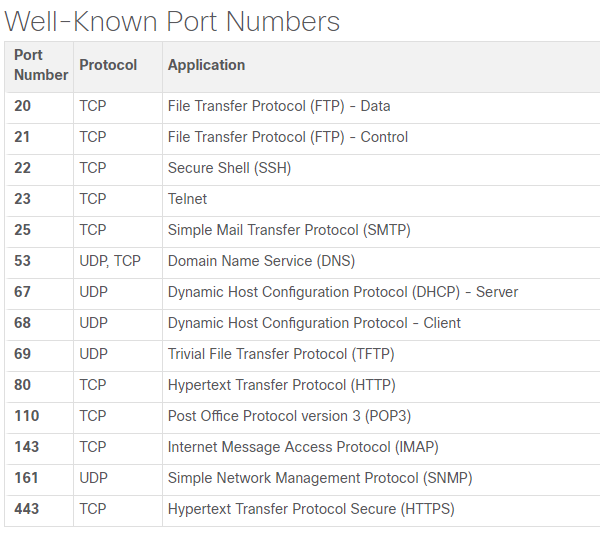 Well-Known Port Numbers
Port Number Protocol Application
20 TCP File Transfer Protocol (FTP) - Data
21 TCP File Transfer Protocol (FTP) - Control
22 TCP Secure Shell (SSH)
23 TCP Telnet
25 TCP Simple Mail Transfer Protocol (SMTP)
53 UDP, TCP Domain Name Service (DNS)
67 UDP Dynamic Host Configuration Protocol (DHCP) - Server
68 UDP Dynamic Host Configuration Protocol - Client
69 UDP Trivial File Transfer Protocol (TFTP)
80 TCP Hypertext Transfer Protocol (HTTP)
110 TCP Post Office Protocol version 3 (POP3)
143 TCP Internet Message Access Protocol (IMAP)
161 UDP Simple Network Management Protocol (SNMP)
443 TCP Hypertext Transfer Protocol Secure (HTTPS)